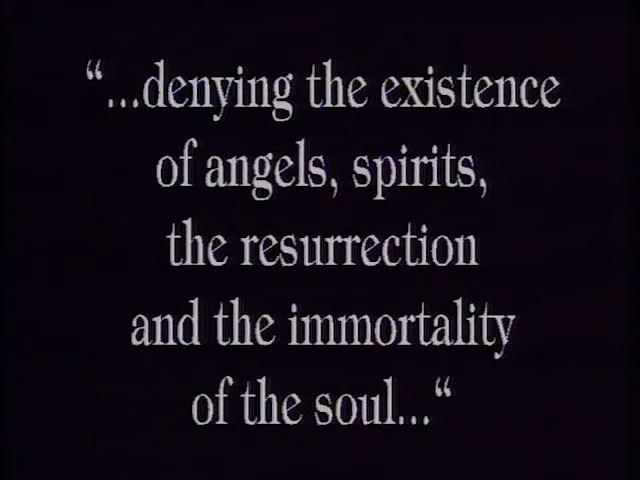 “...denying the existence
of angels, spirits,
the resurrection
and the immortality
of the soul...“